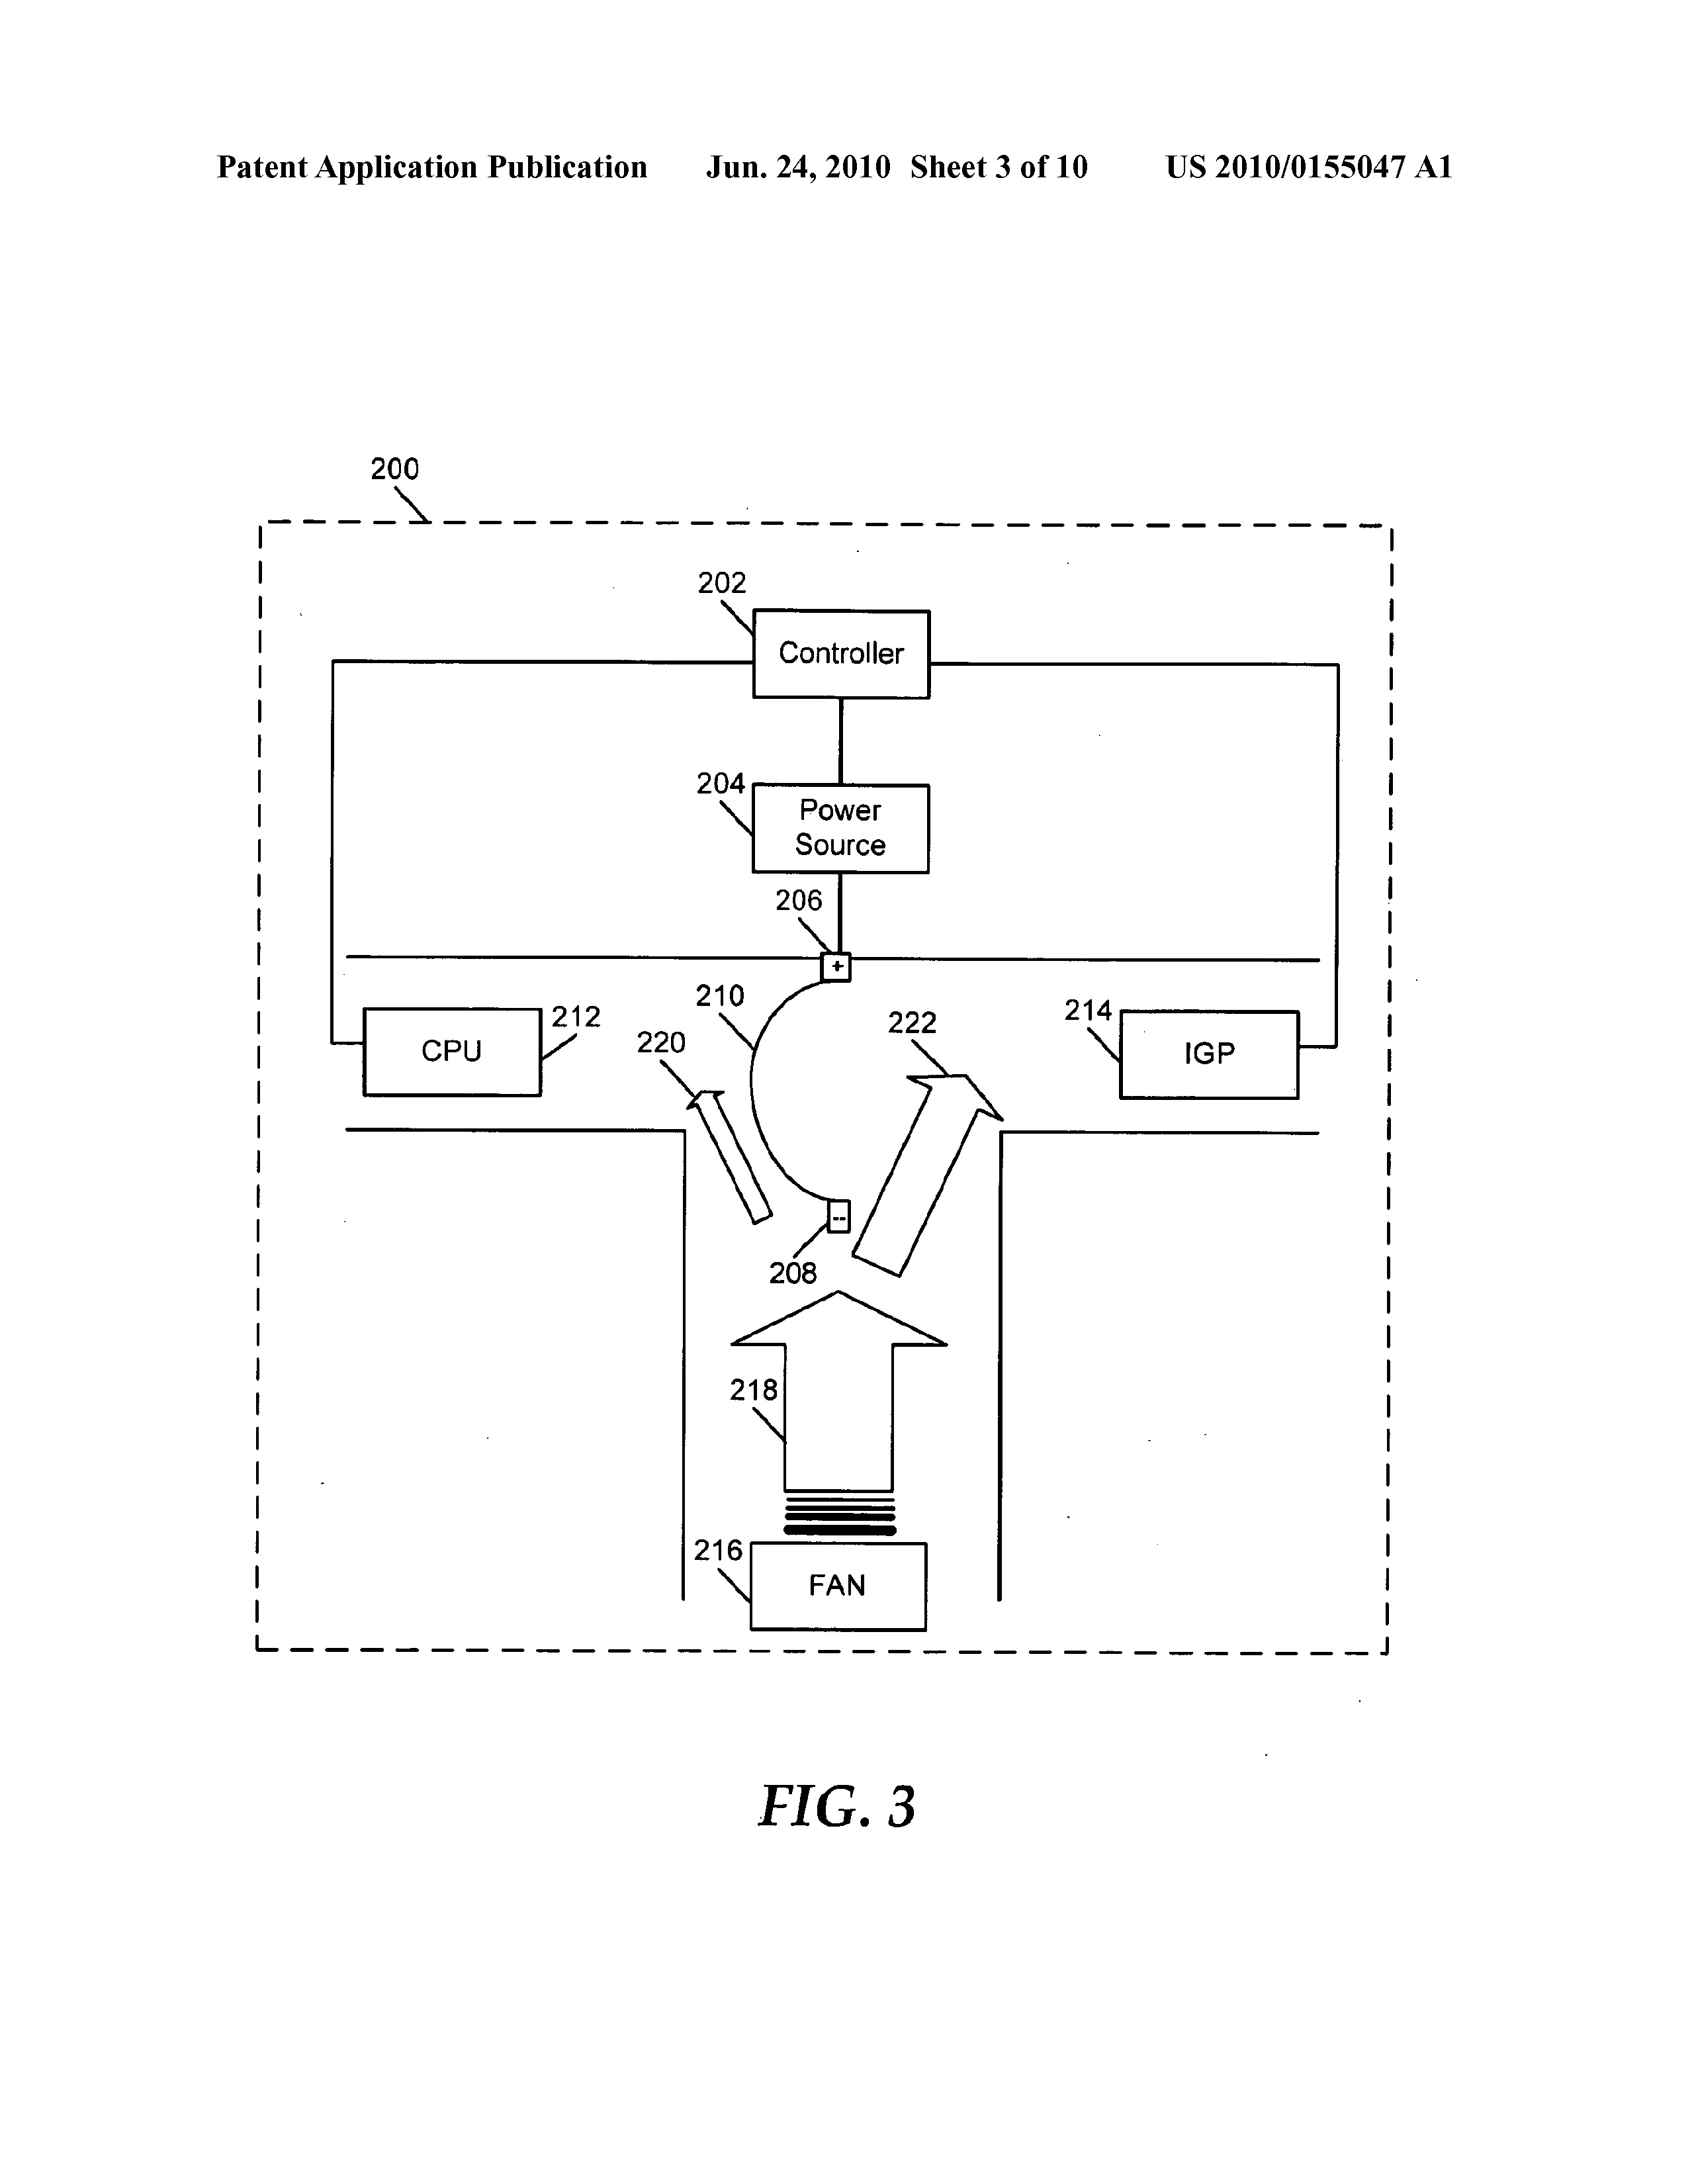 Patent Application Publication Jun. 24, 2010 Sheet 3 of 10 US 2010/0155047 A1
200
202
Controller
204
Power
Source
206
+
210
212
CPU
220
222
214
IGP
--
208
218
216
FAN
FIG. 3